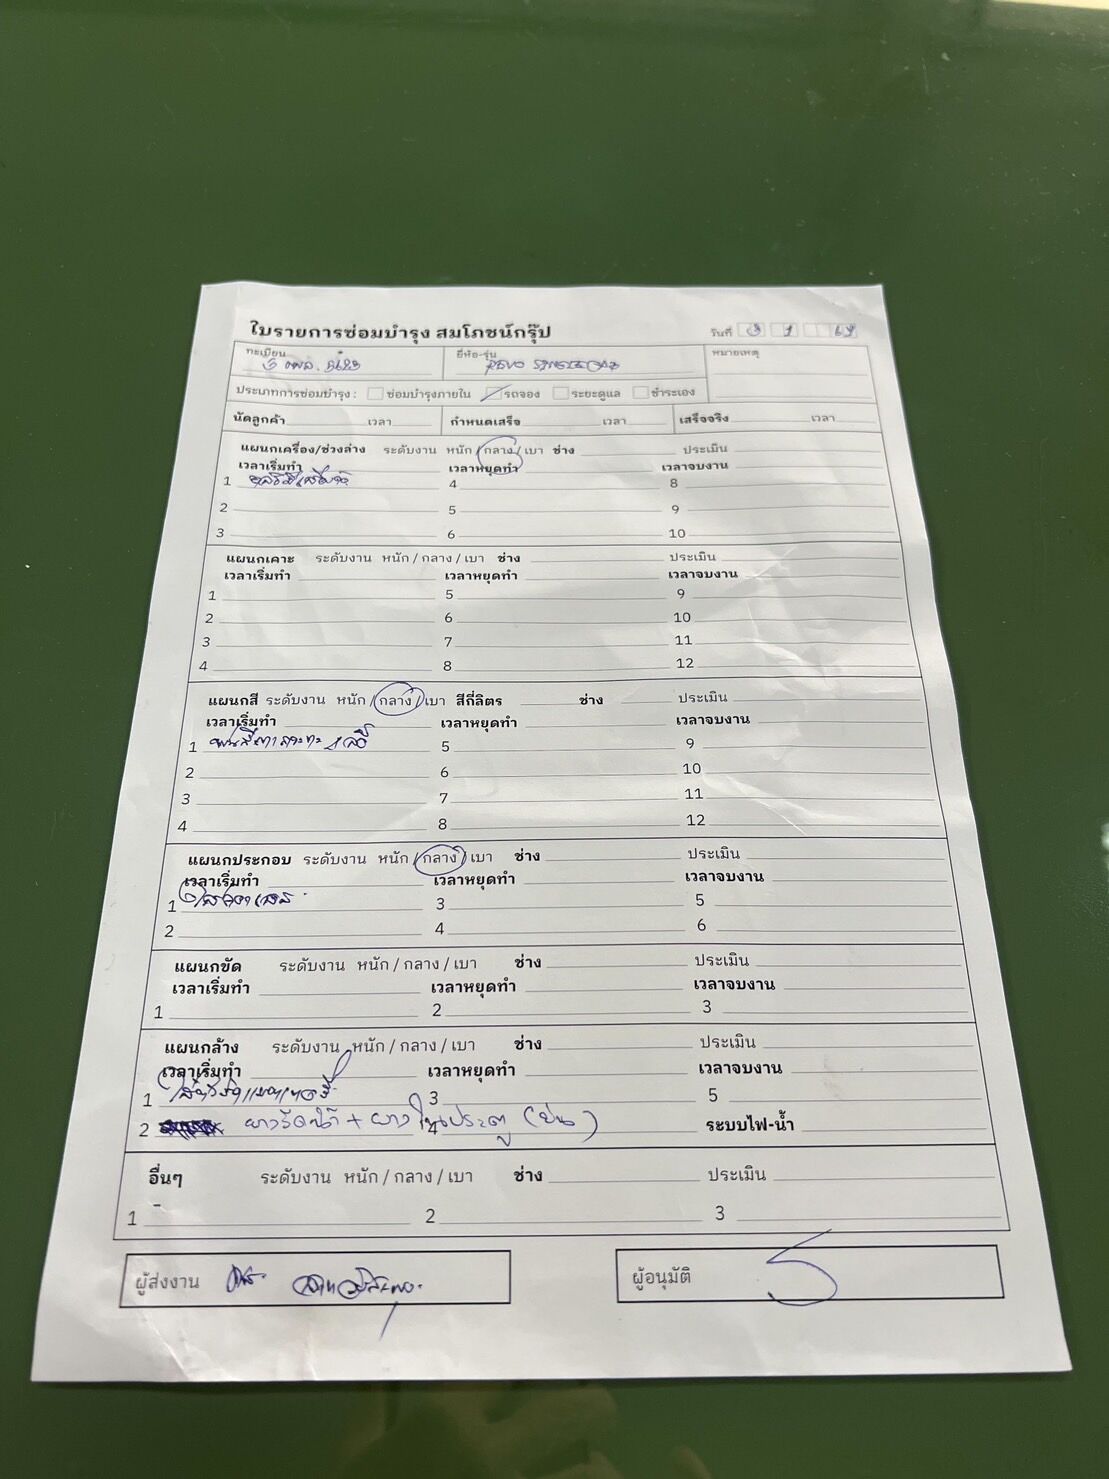 ใบรายการซ่อมบำรุง สมโภชน์กรุ๊ป วันที่ 3 1 69
ทะเบียน ยี่ห้อ-รุ่น REVO หมายเหตุ
ประเภทการซ่อมบำรุง : ซ่อมบำรุงภายใน รถจอง ระยะดูแล ชำระเอง
นัดลูกค้า เวลา กำหนดเสร็จ เวลา เสร็จจริง เวลา
แผนกเครื่อง/ช่วงล่าง ระดับงาน หนัก / กลาง / เบา ช่าง ประเมิน
เวลาเริ่มทำ เวลาหยุดทำ เวลาจบงาน
1 4 8
2 5 9
3 6 10
แผนกเคาะ ระดับงาน หนัก / กลาง / เบา ช่าง ประเมิน
เวลาเริ่มทำ เวลาหยุดทำ เวลาจบงาน
1 5 9
2 6 10
3 7 11
4 8 12
แผนกสี ระดับงาน หนัก / กลาง / เบา สีกี่ลิตร ช่าง ประเมิน
เวลาเริ่มทำ เวลาหยุดทำ เวลาจบงาน
1 5 9
2 6 10
3 7 11
4 8 12
แผนกประกอบ ระดับงาน หนัก / กลาง / เบา ช่าง ประเมิน
เวลาเริ่มทำ เวลาหยุดทำ เวลาจบงาน
1 3 5
2 4 6
แผนกขัด ระดับงาน หนัก / กลาง / เบา ช่าง ประเมิน
เวลาเริ่มทำ เวลาหยุดทำ เวลาจบงาน
1 2 3
แผนกล้าง ระดับงาน หนัก / กลาง / เบา ช่าง ประเมิน
เวลาเริ่มทำ เวลาหยุดทำ เวลาจบงาน
1 3 5
2 ยางรีดน้ำ + ยางในประตู 4 ระบบไฟ-น้ำ
อื่นๆ ระดับงาน หนัก / กลาง / เบา ช่าง ประเมิน
1 2 3
ผู้ส่งงาน ผู้อนุมัติ